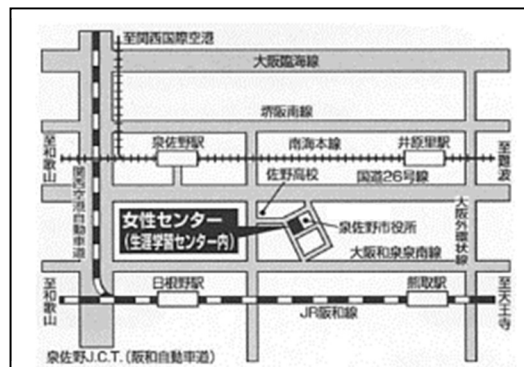 至関西国際空港
大阪臨海線
堺阪南線
至和歌山
泉佐野駅
南海本線
井原里駅
至難波
佐野高校
国道26号線
関西空港自動車道
女性センター
(生涯学習センター内)
泉佐野市役所
大阪外環状線
大阪和泉泉南線
至和歌山
日根野駅
熊取駅
至天王寺
JR阪和線
泉佐野J.C.T.(阪和自動車道)